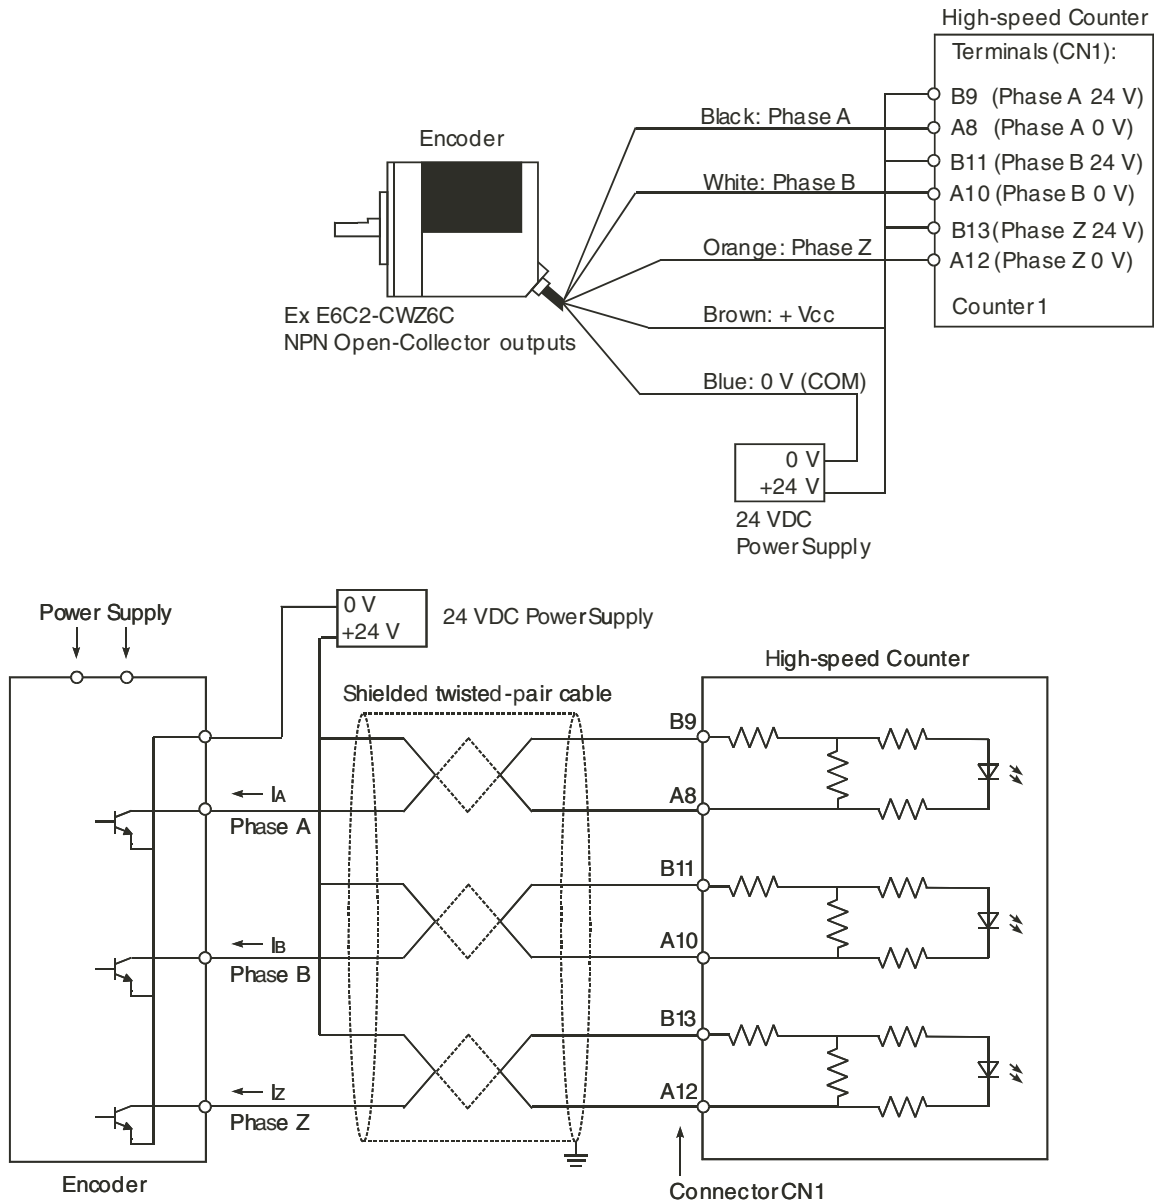 High-speed Counter
Terminals (CN1):
B9 (Phase A 24 V)
Black: Phase A
A8 (Phase A 0 V)
Encoder
B11 (Phase B 24 V)
White: Phase B
A10 (Phase B 0 V)
B13 (Phase Z 24 V)
Orange: Phase Z
A12 (Phase Z 0 V)
Ex E6C2-CWZ6C
NPN Open-Collector outputs
Brown: + Vcc
Counter 1
Blue: 0 V (COM)
0 V
+24 V
24 VDC
Power Supply
Power Supply
0 V
+24 V
24 VDC Power Supply
High-speed Counter
Shielded twisted-pair cable
B9
IA
A8
Phase A
B11
IB
A10
Phase B
B13
IZ
A12
Phase Z
Encoder
Connector CN1